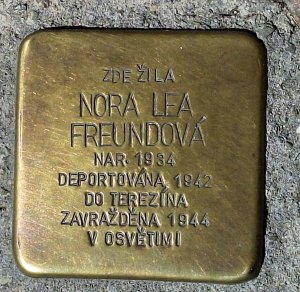 ZDE ŽILA
NORA LEA
FREUNDOVÁ
NAR. 1934
DEPORTOVÁNA 1942
DO TEREZÍNA
ZAVRAŽDĚNA 1944
V OSVĚTIMI